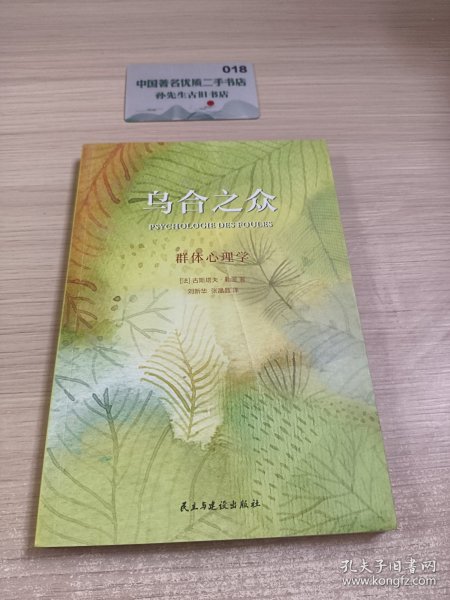 018
中国著名优质二手书店
孙先生古旧书店
乌合之众
PSYCHOLOGIE DES FOULES
群体心理学
[法]古斯塔夫·勒庞 著
刘新华 张晶晶 译
民主与建设出版社
孔夫子旧书网
www.kongfz.com